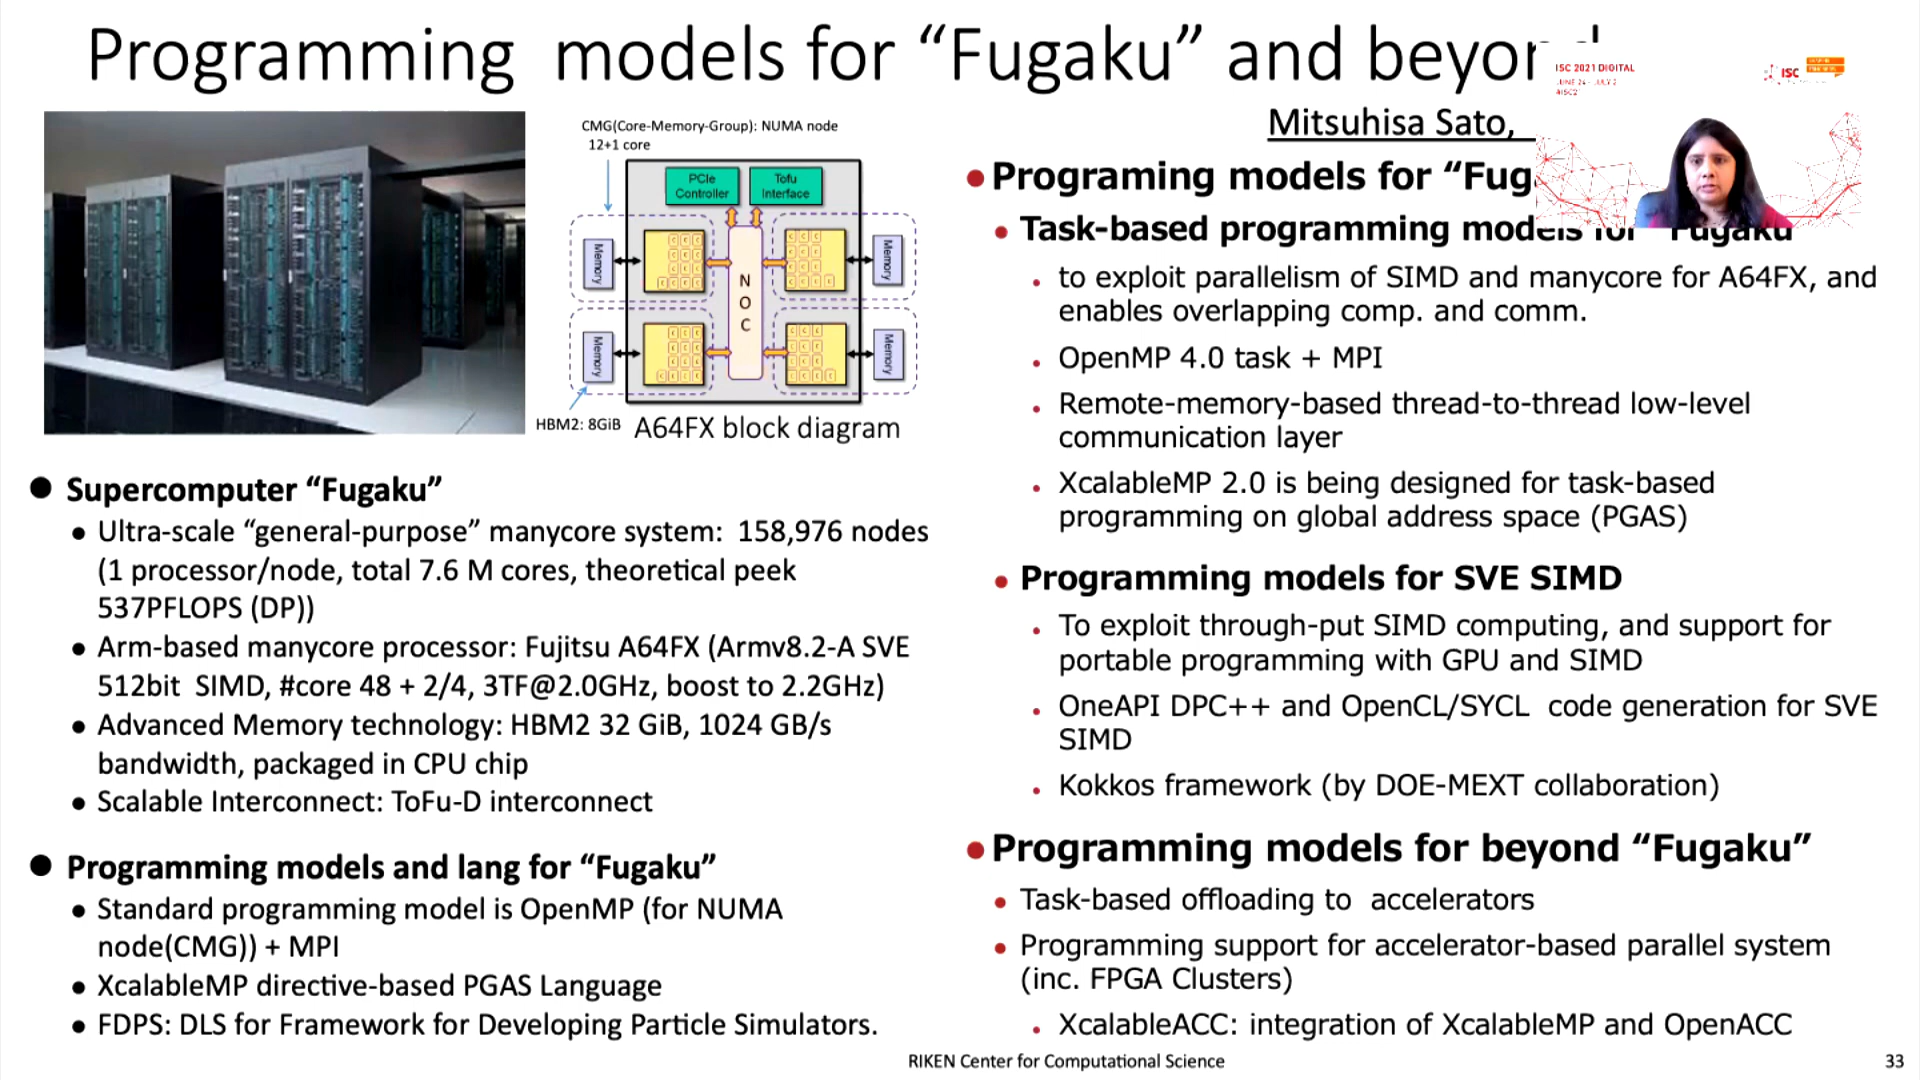 Programming models for “Fugaku” and beyond
ISC 2021 DIGITAL
JUNE 24 - JULY 2
#ISC21
ISC
Mitsuhisa Sato,
CMG(Core-Memory-Group): NUMA node
12+1 core
PCIe
Controller
Tofu
Interface
Memory
Memory
N
O
C
Memory
Memory
HBM2: 8GiB
A64FX block diagram
● Supercomputer “Fugaku”
● Ultra-scale “general-purpose” manycore system: 158,976 nodes
(1 processor/node, total 7.6 M cores, theoretical peek
537PFLOPS (DP))
● Arm-based manycore processor: Fujitsu A64FX (Armv8.2-A SVE
512bit SIMD, #core 48 + 2/4, 3TF@2.0GHz, boost to 2.2GHz)
● Advanced Memory technology: HBM2 32 GiB, 1024 GB/s
bandwidth, packaged in CPU chip
● Scalable Interconnect: ToFu-D interconnect
● Programming models and lang for “Fugaku”
● Standard programming model is OpenMP (for NUMA
node(CMG)) + MPI
● XcalableMP directive-based PGAS Language
● FDPS: DLS for Framework for Developing Particle Simulators.
● Programing models for “Fug
• Task-based programming models for “Fugaku
• to exploit parallelism of SIMD and manycore for A64FX, and
enables overlapping comp. and comm.
• OpenMP 4.0 task + MPI
• Remote-memory-based thread-to-thread low-level
communication layer
• XcalableMP 2.0 is being designed for task-based
programming on global address space (PGAS)
• Programming models for SVE SIMD
• To exploit through-put SIMD computing, and support for
portable programming with GPU and SIMD
• OneAPI DPC++ and OpenCL/SYCL code generation for SVE
SIMD
• Kokkos framework (by DOE-MEXT collaboration)
● Programming models for beyond “Fugaku”
• Task-based offloading to accelerators
• Programming support for accelerator-based parallel system
(inc. FPGA Clusters)
• XcalableACC: integration of XcalableMP and OpenACC
RIKEN Center for Computational Science
33